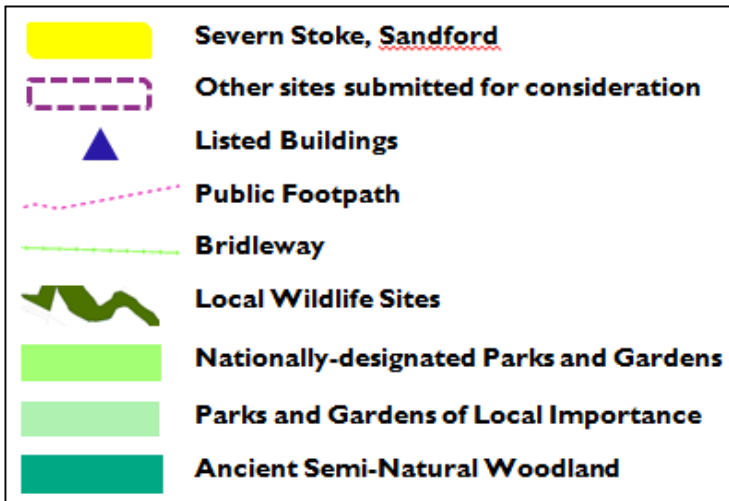 Severn Stoke, Sandford
Other sites submitted for consideration
Listed Buildings
Public Footpath
Bridleway
Local Wildlife Sites
Nationally-designated Parks and Gardens
Parks and Gardens of Local Importance
Ancient Semi-Natural Woodland